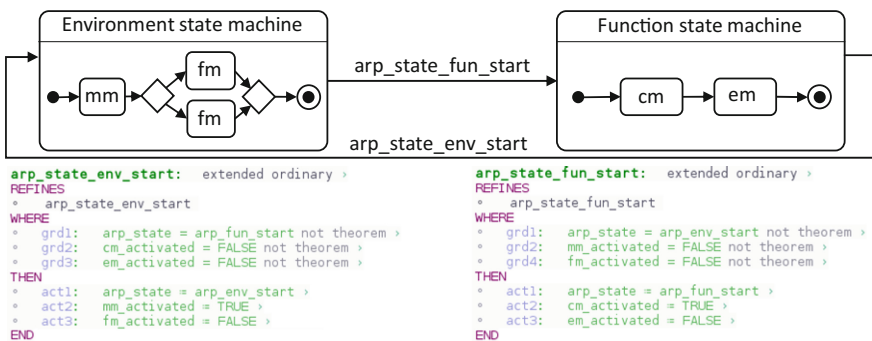 Environment state machine
Function state machine
fm
mm
fm
arp_state_fun_start
cm
em
arp_state_env_start
arp_state_env_start: extended ordinary ›
REFINES
◦ arp_state_env_start
WHERE
◦ grd1: arp_state = arp_fun_start not theorem ›
◦ grd2: cm_activated = FALSE not theorem ›
◦ grd3: em_activated = FALSE not theorem ›
THEN
◦ act1: arp_state ≔ arp_env_start ›
◦ act2: mm_activated ≔ TRUE ›
◦ act3: fm_activated ≔ FALSE ›
END
arp_state_fun_start: extended ordinary ›
REFINES
◦ arp_state_fun_start
WHERE
◦ grd1: arp_state = arp_env_start not theorem ›
◦ grd2: mm_activated = FALSE not theorem ›
◦ grd4: fm_activated = FALSE not theorem ›
THEN
◦ act1: arp_state ≔ arp_fun_start ›
◦ act2: cm_activated ≔ TRUE ›
◦ act3: em_activated ≔ FALSE ›
END